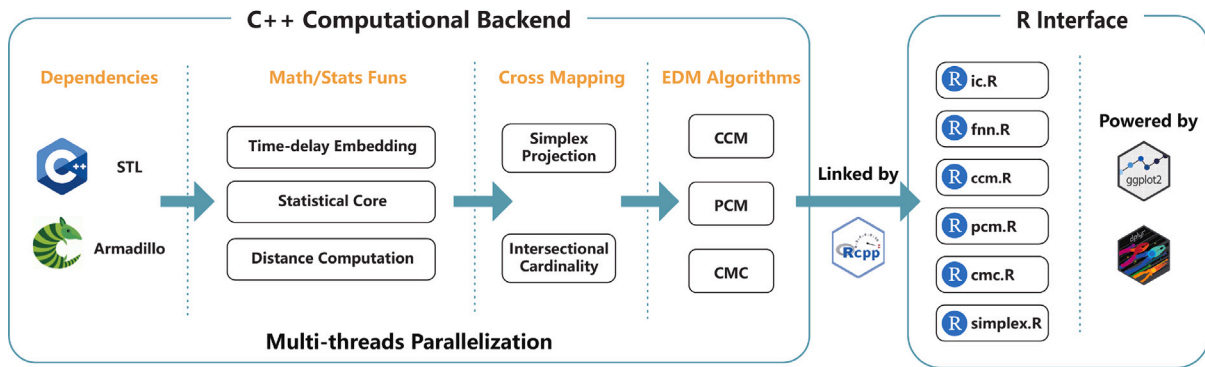 C++ Computational Backend
R Interface
Dependencies
Math/Stats Funs
Cross Mapping
EDM Algorithms
C++
STL
Armadillo
Time-delay Embedding
Statistical Core
Distance Computation
Simplex
Projection
Intersectional
Cardinality
CCM
PCM
CMC
Multi-threads Parallelization
Linked by
Rcpp
R ic.R
R fnn.R
R ccm.R
R pcm.R
R cmc.R
R simplex.R
Powered by
ggplot2
dplyr